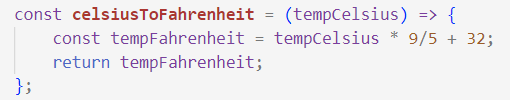 const celsiusToFahrenheit = (tempCelsius) => {
    const tempFahrenheit = tempCelsius * 9/5 + 32;
    return tempFahrenheit;
};